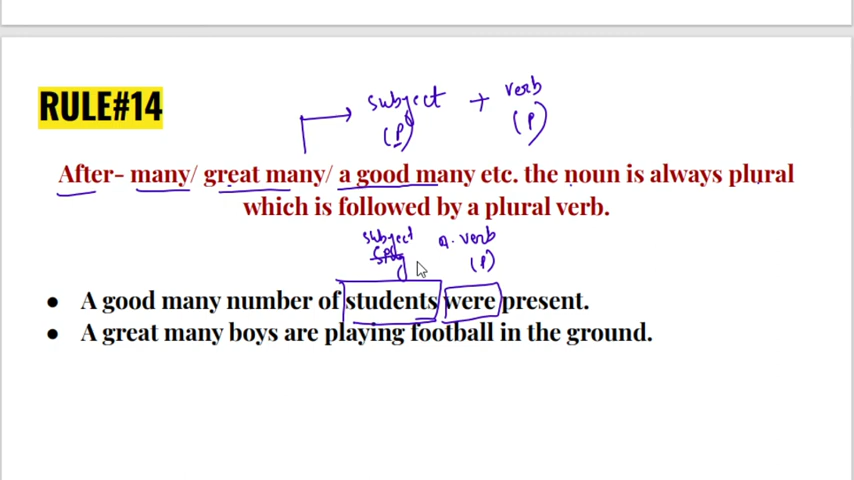 RULE#14
subject + verb
(P) (P)
After- many/ great many/ a good many etc. the noun is always plural
which is followed by a plural verb.
subject verb
(P)
● A good many number of students were present.
● A great many boys are playing football in the ground.